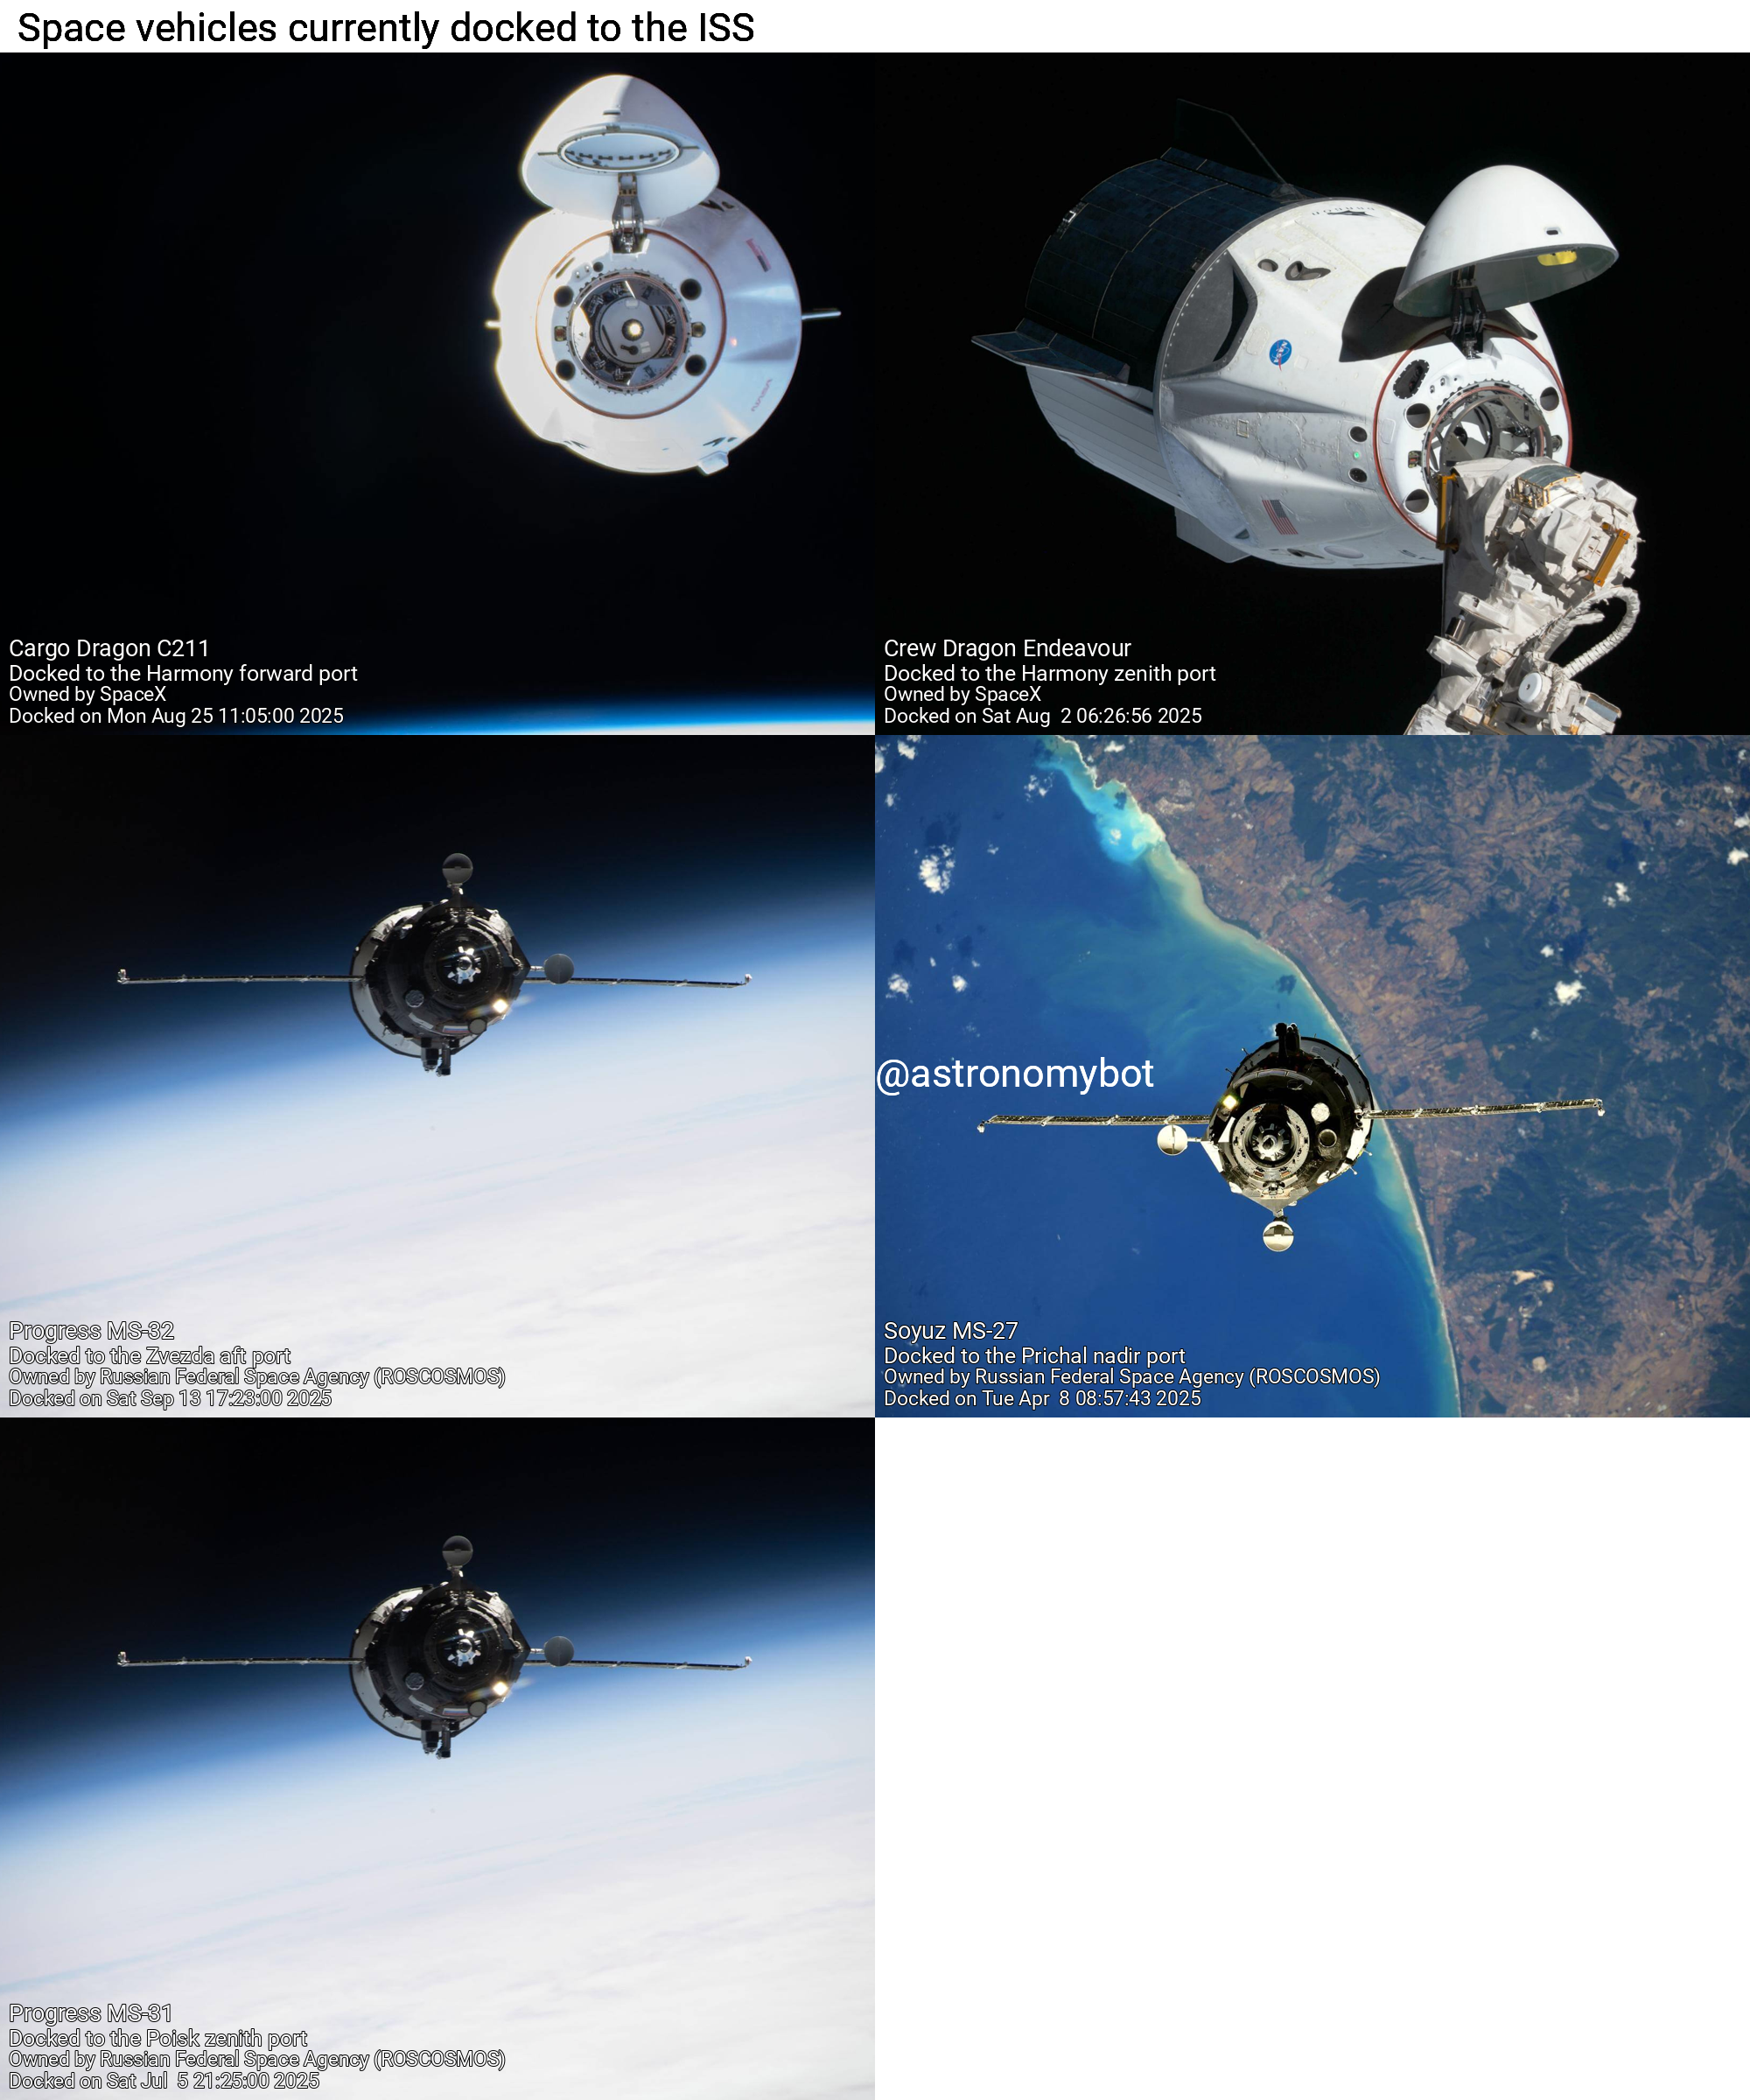 Space vehicles currently docked to the ISS
Cargo Dragon C211
Docked to the Harmony forward port
Owned by SpaceX
Docked on Mon Aug 25 11:05:00 2025
Crew Dragon Endeavour
Docked to the Harmony zenith port
Owned by SpaceX
Docked on Sat Aug  2 06:26:56 2025
Progress MS-32
Docked to the Zvezda aft port
Owned by Russian Federal Space Agency (ROSCOSMOS)
Docked on Sat Sep 13 17:23:00 2025
@astronomybot
Soyuz MS-27
Docked to the Prichal nadir port
Owned by Russian Federal Space Agency (ROSCOSMOS)
Docked on Tue Apr  8 08:57:43 2025
Progress MS-31
Docked to the Poisk zenith port
Owned by Russian Federal Space Agency (ROSCOSMOS)
Docked on Sat Jul  5 21:25:00 2025
NASA